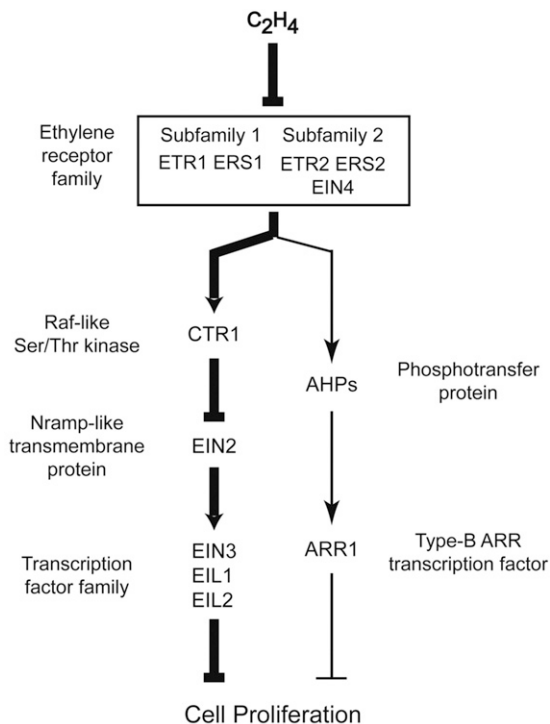 C2H4
Ethylene
receptor
family
Subfamily 1 Subfamily 2
ETR1 ERS1 ETR2 ERS2
EIN4
Raf-like
Ser/Thr kinase
CTR1
AHPs
Phosphotransfer
protein
Nramp-like
transmembrane
protein
EIN2
Transcription
factor family
EIN3
EIL1
EIL2
ARR1
Type-B ARR
transcription factor
Cell Proliferation